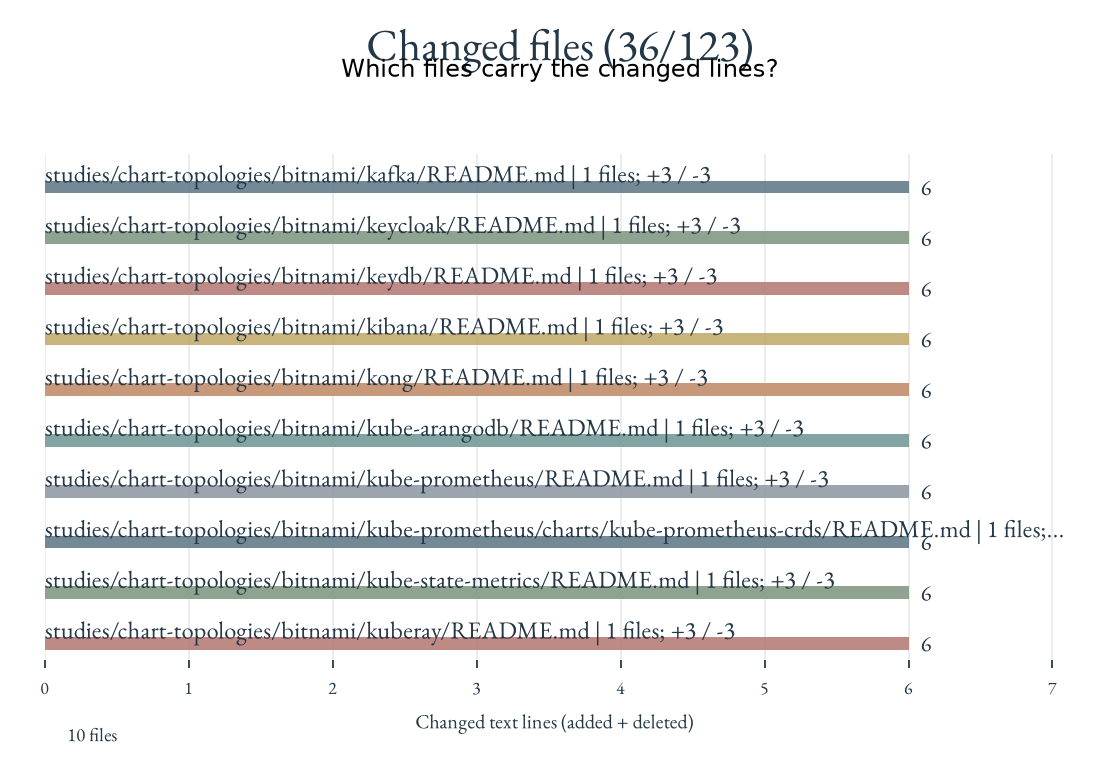 Changed files (36/123)
Which files carry the changed lines?
studies/chart-topologies/bitnami/kafka/README.md | 1 files; +3 / -3
6
studies/chart-topologies/bitnami/keycloak/README.md | 1 files; +3 / -3
6
studies/chart-topologies/bitnami/keydb/README.md | 1 files; +3 / -3
6
studies/chart-topologies/bitnami/kibana/README.md | 1 files; +3 / -3
6
studies/chart-topologies/bitnami/kong/README.md | 1 files; +3 / -3
6
studies/chart-topologies/bitnami/kube-arangodb/README.md | 1 files; +3 / -3
6
studies/chart-topologies/bitnami/kube-prometheus/README.md | 1 files; +3 / -3
6
studies/chart-topologies/bitnami/kube-prometheus/charts/kube-prometheus-crds/README.md | 1 files;...
6
studies/chart-topologies/bitnami/kube-state-metrics/README.md | 1 files; +3 / -3
6
studies/chart-topologies/bitnami/kuberay/README.md | 1 files; +3 / -3
6
0 1 2 3 4 5 6 7
Changed text lines (added + deleted)
10 files